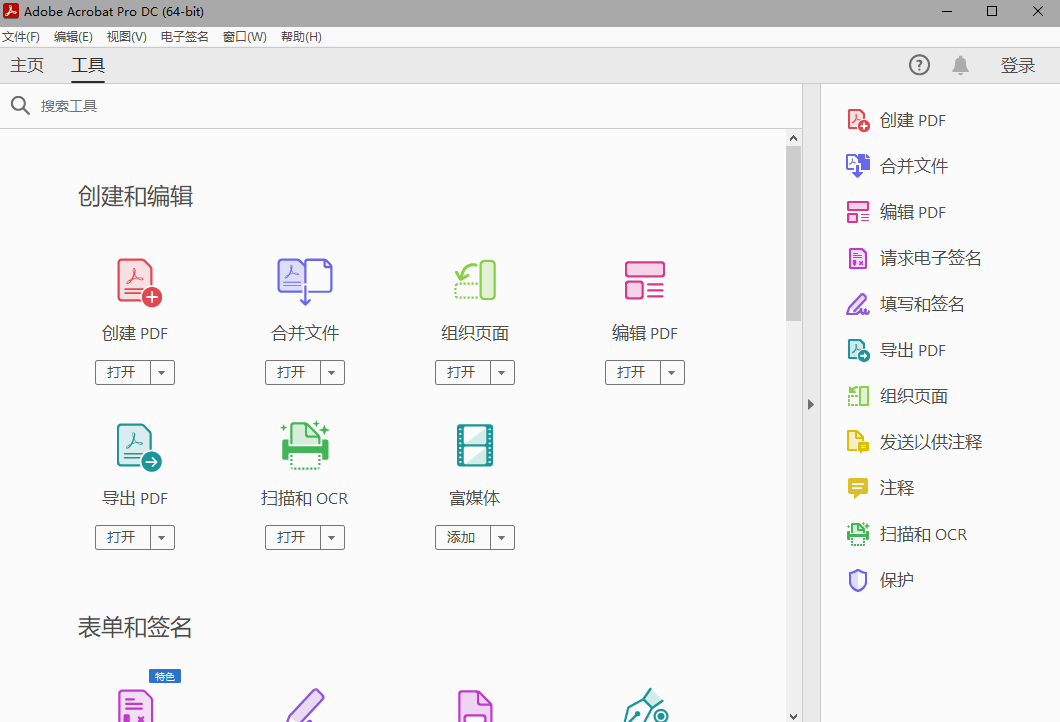 Adobe Acrobat Pro DC (64-bit)
文件(F) 编辑(E) 视图(V) 电子签名 窗口(W) 帮助(H)
主页 工具 登录
搜索工具
创建和编辑
创建 PDF 合并文件 组织页面 编辑 PDF
打开 打开 打开 打开
导出 PDF 扫描和 OCR 富媒体
打开 打开 添加
表单和签名
特色
创建 PDF
合并文件
编辑 PDF
请求电子签名
填写和签名
导出 PDF
组织页面
发送以供注释
注释
扫描和 OCR
保护